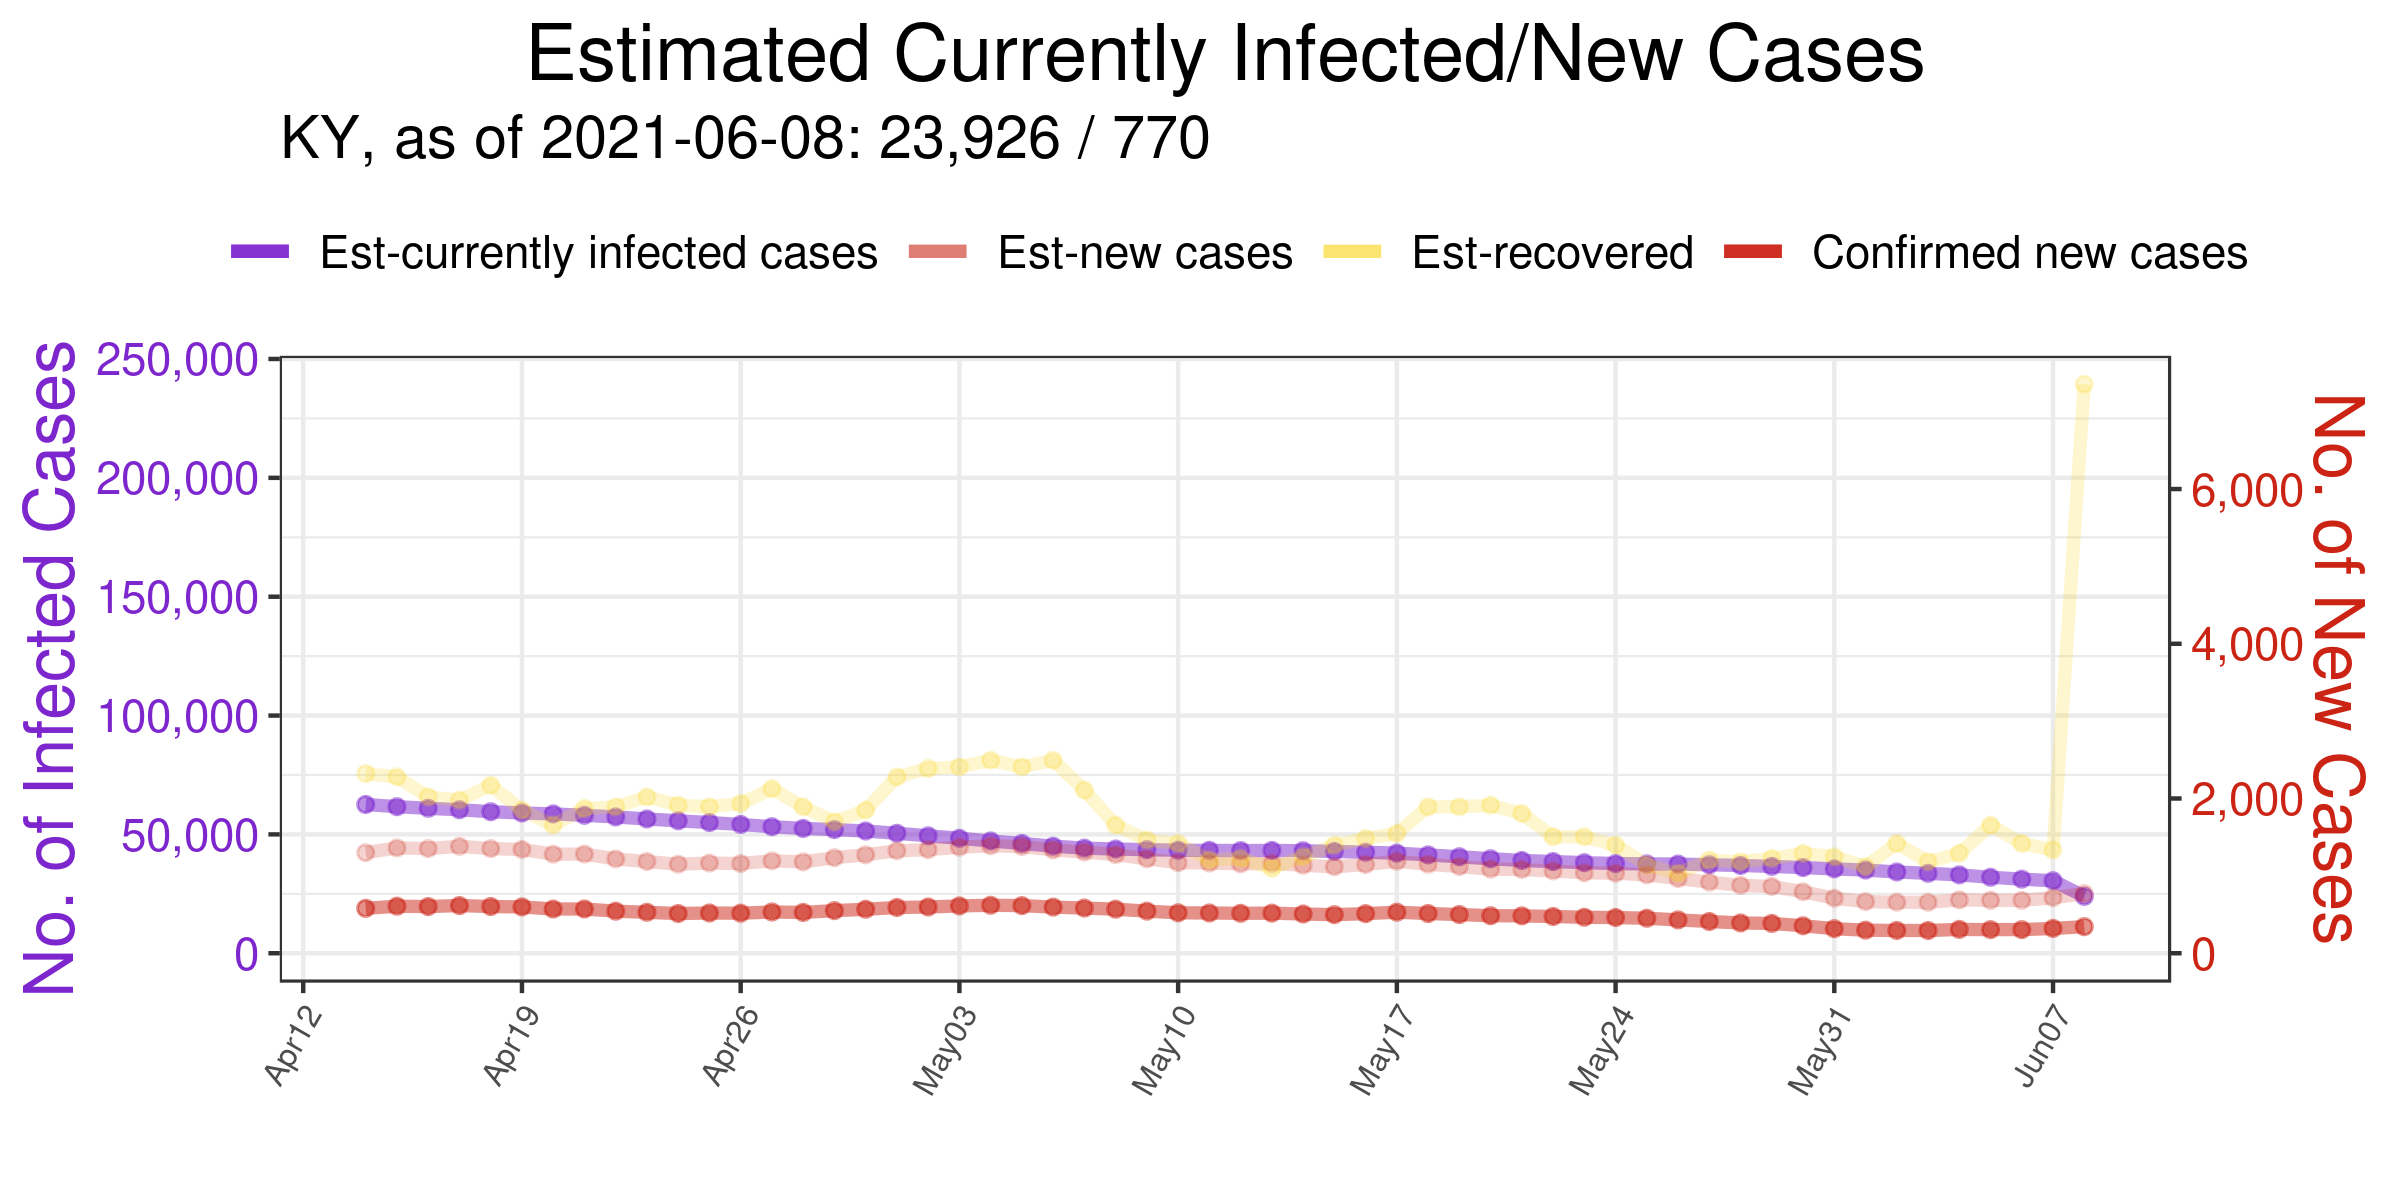 Estimated Currently Infected/New Cases
KY, as of 2021-06-08: 23,926 / 770
Est-currently infected cases Est-new cases Est-recovered Confirmed new cases
No. of Infected Cases
250,000
200,000
150,000
100,000
50,000
0
6,000
4,000
2,000
0
No. of New Cases
Apr12 Apr19 Apr26 May03 May10 May17 May24 May31 Jun07